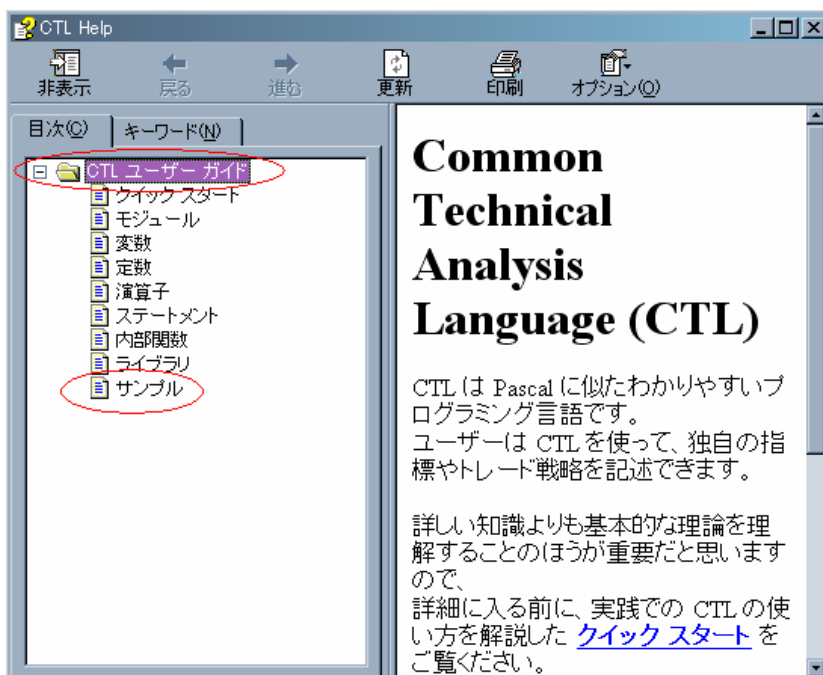 CTL Help
非表示
戻る
進む
更新
印刷
オプション(O)
目次(C)
キーワード(N)
CTL ユーザー ガイド
クイック スタート
モジュール
変数
定数
演算子
ステートメント
内部関数
ライブラリ
サンプル
Common
Technical
Analysis
Language (CTL)
CTL は Pascal に似たわかりやすいプ
ログラミング言語です。
ユーザーは CTL を使って、独自の指
標やトレード戦略を記述できます。
詳しい知識よりも基本的な理論を理
解することのほうが重要だと思います
ので、
詳細に入る前に、実践での CTL の使
い方を解説した クイック スタート を
ご覧ください。